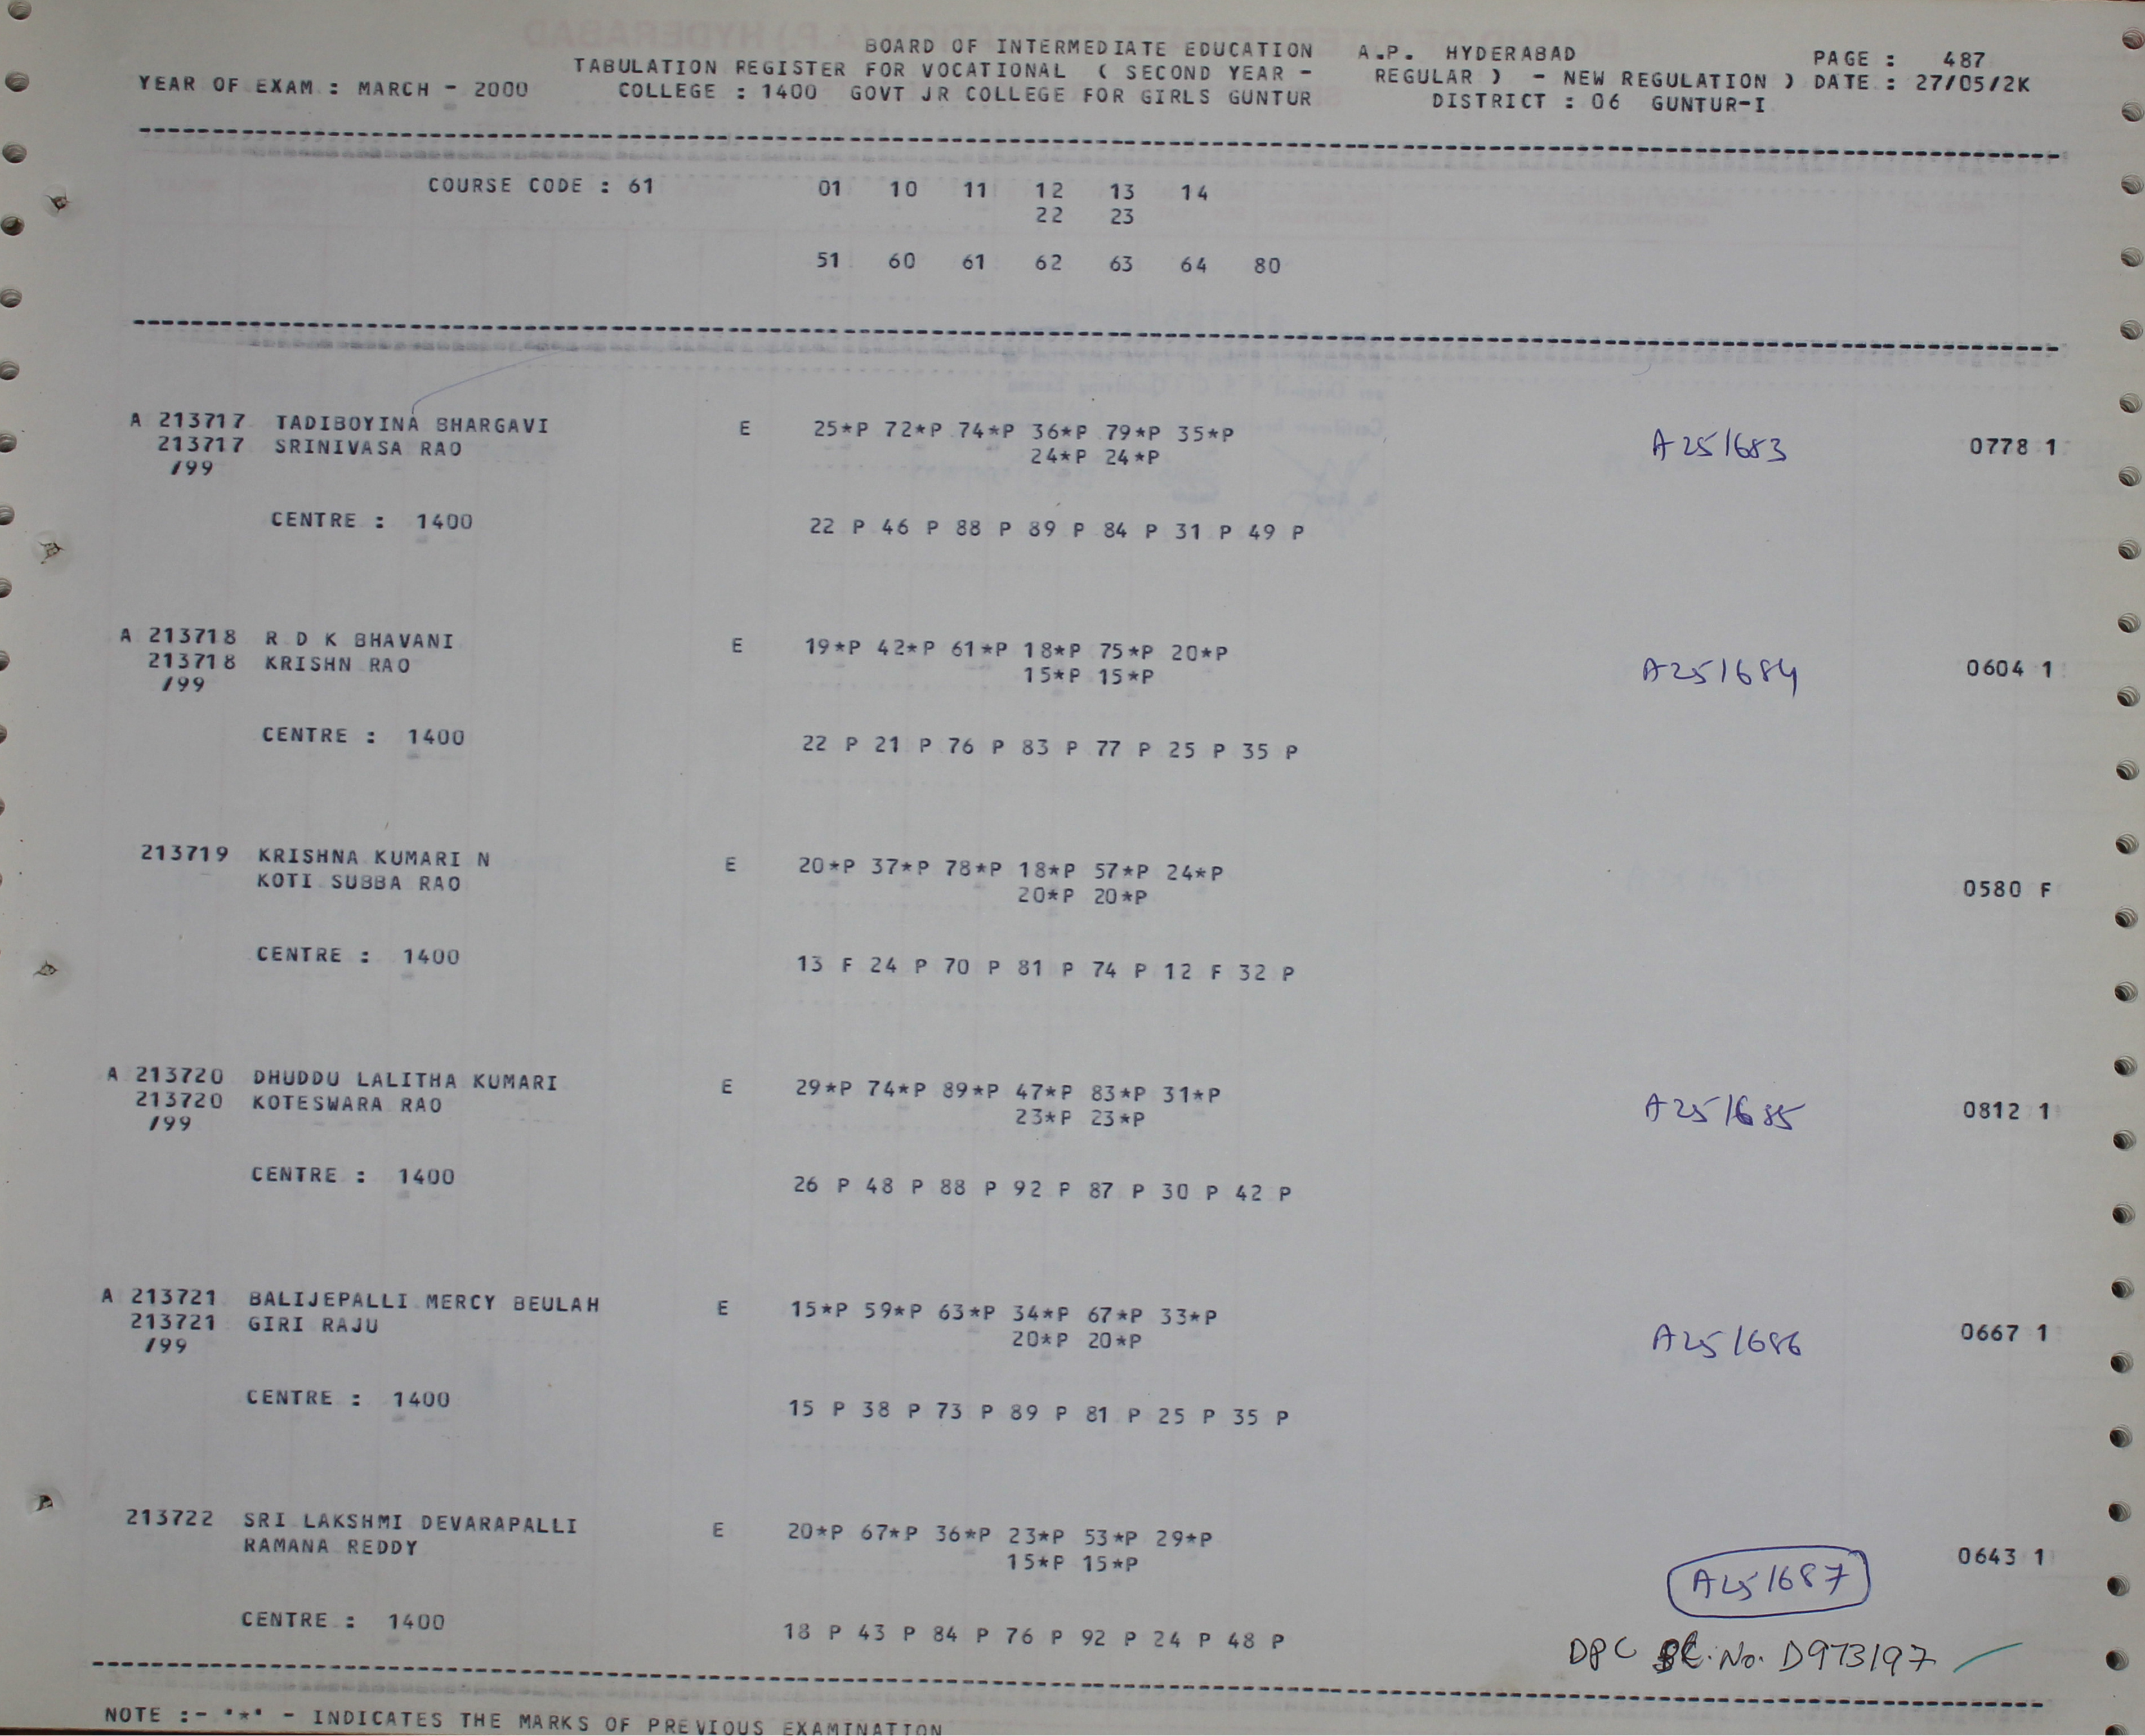 BOARD OF INTERMEDIATE EDUCATION A.P. HYDERABAD PAGE : 487
TABULATION REGISTER FOR VOCATIONAL ( SECOND YEAR - REGULAR ) - NEW REGULATION ) DATE : 27/05/2K
YEAR OF EXAM : MARCH - 2000 COLLEGE : 1400 GOVT JR COLLEGE FOR GIRLS GUNTUR DISTRICT : 06 GUNTUR-I
COURSE CODE : 61 01 10 11 12 13 14
22 23
51 60 61 62 63 64 80
A 213717 TADIBOYINA BHARGAVI E 25*P 72*P 74*P 36*P 79*P 35*P A251683 0778 1
213717 SRINIVASA RAO 24*P 24*P
/99
CENTRE : 1400 22 P 46 P 88 P 89 P 84 P 31 P 49 P
A 213718 R D K BHAVANI E 19*P 42*P 61*P 18*P 75*P 20*P A251684 0604 1
213718 KRISHN RAO 15*P 15*P
/99
CENTRE : 1400 22 P 21 P 76 P 83 P 77 P 25 P 35 P
213719 KRISHNA KUMARI N E 20*P 37*P 78*P 18*P 57*P 24*P
KOTI SUBBA RAO 20*P 20*P 0580 F
CENTRE : 1400 13 F 24 P 70 P 81 P 74 P 12 F 32 P
A 213720 DHUDDU LALITHA KUMARI E 29*P 74*P 89*P 47*P 83*P 31*P A251685 0812 1
213720 KOTESWARA RAO 23*P 23*P
/99
CENTRE : 1400 26 P 48 P 88 P 92 P 87 P 30 P 42 P
A 213721 BALIJEPALLI MERCY BEULAH E 15*P 59*P 63*P 34*P 67*P 33*P A251686 0667 1
213721 GIRI RAJU 20*P 20*P
/99
CENTRE : 1400 15 P 38 P 73 P 89 P 81 P 25 P 35 P
213722 SRI LAKSHMI DEVARAPALLI E 20*P 67*P 36*P 23*P 53*P 29*P 0643 1
RAMANA REDDY 15*P 15*P A251687
CENTRE : 1400 18 P 43 P 84 P 76 P 92 P 24 P 48 P
DPC No. D973197
NOTE :- '*' - INDICATES THE MARKS OF PREVIOUS EXAMINATION